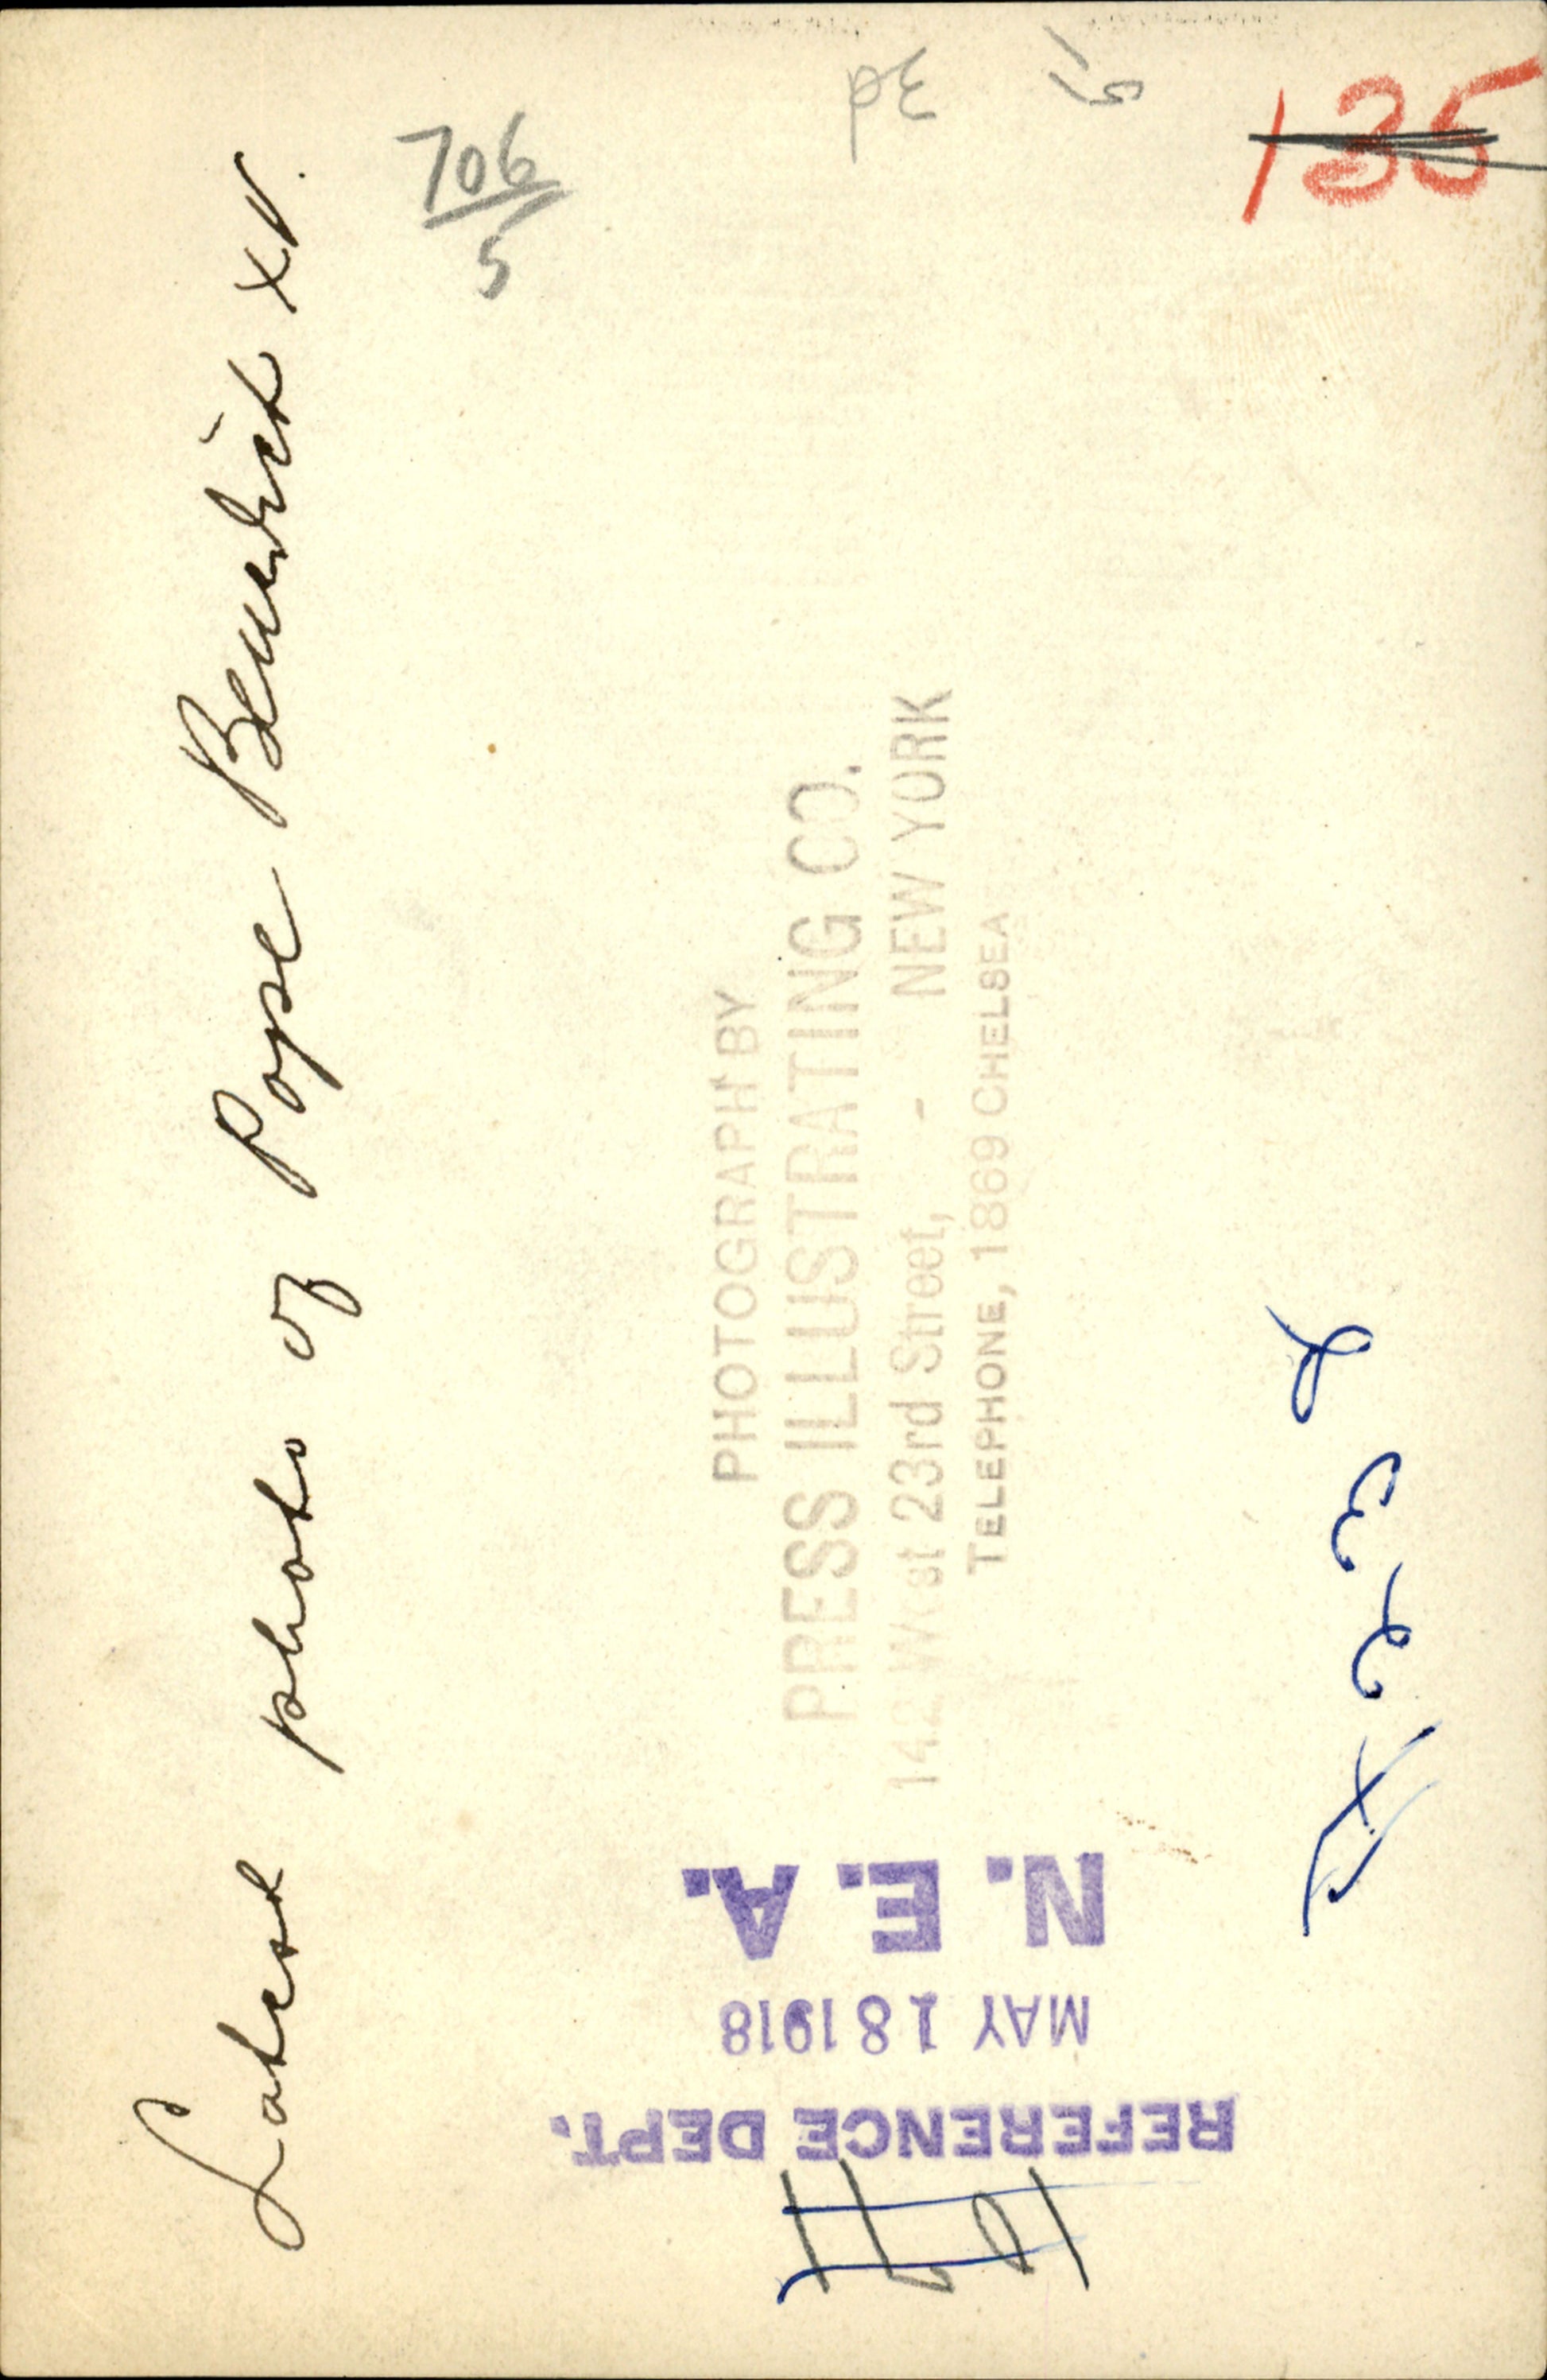 Latest photo of Pope Benedict XV.
706
5
135
PHOTOGRAPH BY
PRESS ILLUSTRATING CO.
142 West 23rd Street, - NEW YORK
TELEPHONE, 1869 CHELSEA
N. E. A.
MAY 18 1918
REFERENCE DEPT.